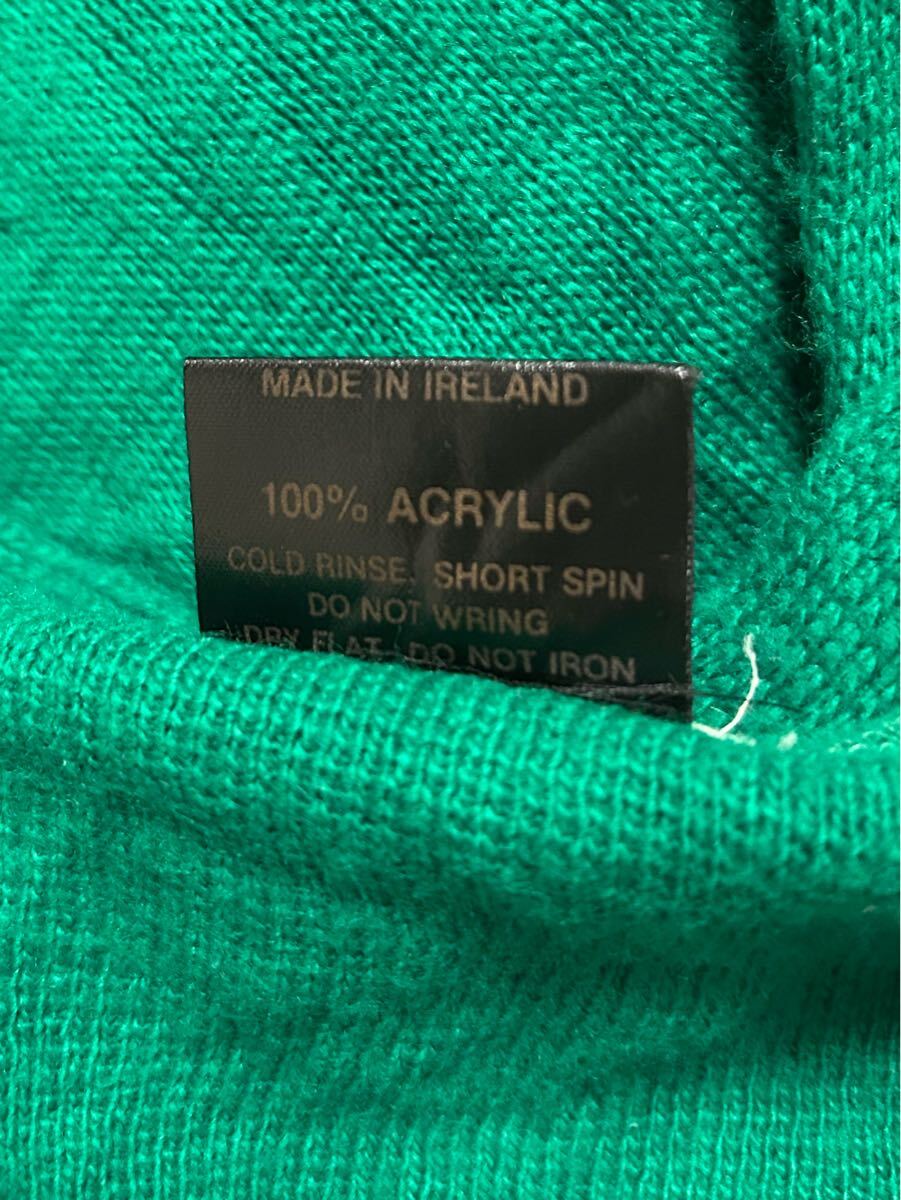 MADE IN IRELAND
100% ACRYLIC
COLD RINSE. SHORT SPIN
DO NOT WRING
DRY FLAT. DO NOT IRON